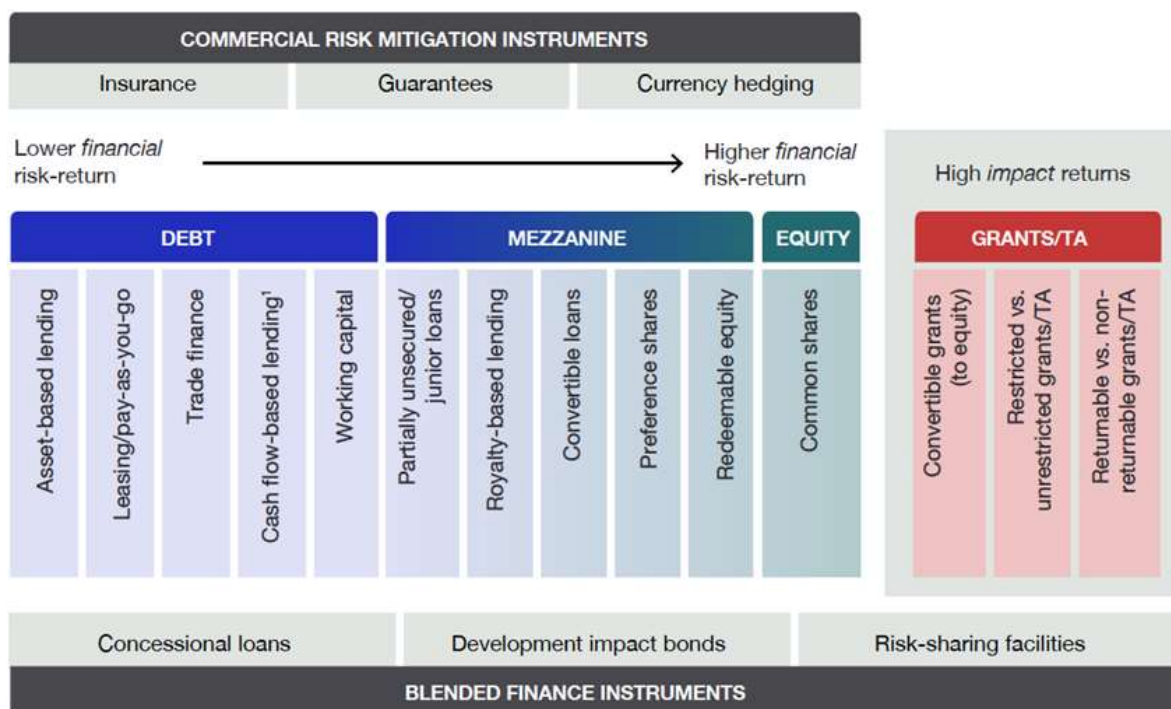 COMMERCIAL RISK MITIGATION INSTRUMENTS
Insurance
Guarantees
Currency hedging
Lower financial
risk-return
Higher financial
risk-return
High impact returns
DEBT
MEZZANINE
EQUITY
GRANTS/TA
Asset-based lending
Leasing/pay-as-you-go
Trade finance
Cash flow-based lending¹
Working capital
Partially unsecured/
junior loans
Royalty-based lending
Convertible loans
Preference shares
Redeemable equity
Common shares
Convertible grants
(to equity)
Restricted vs.
unrestricted grants/TA
Returnable vs. non-
returnable grants/TA
Concessional loans
Development impact bonds
Risk-sharing facilities
BLENDED FINANCE INSTRUMENTS